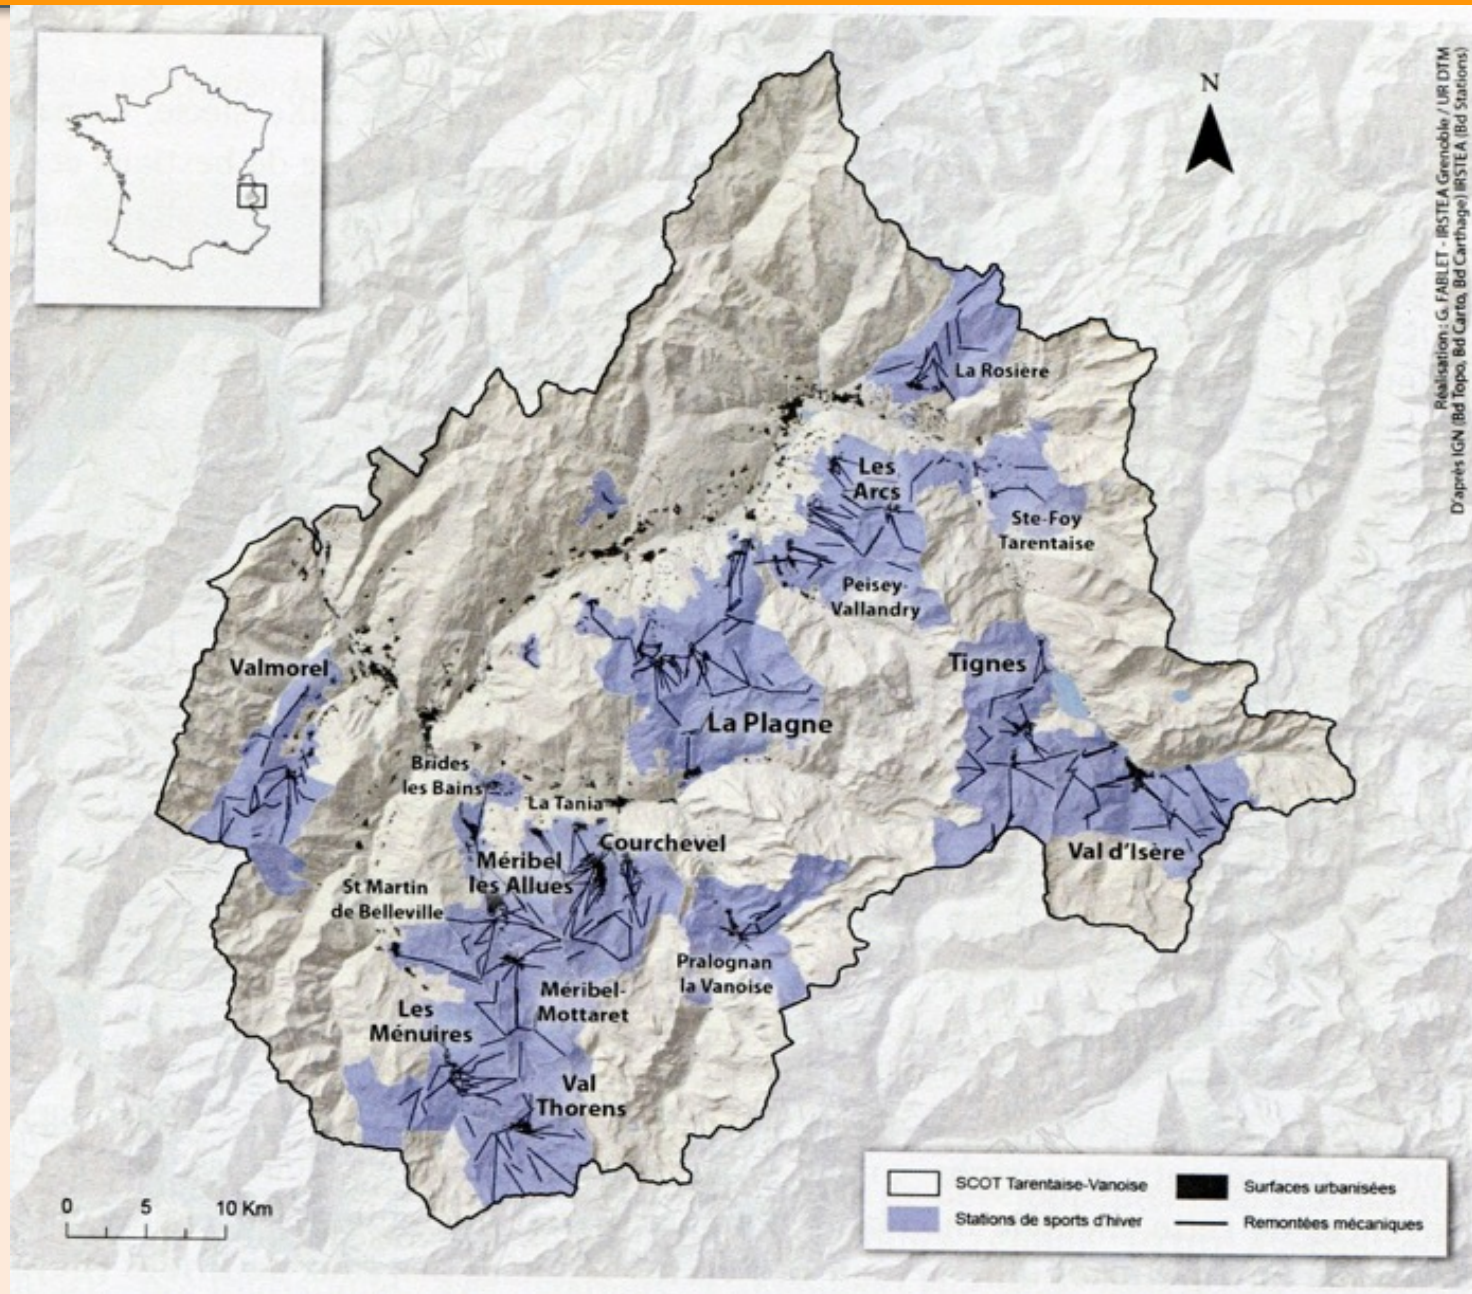 N
Réalisation : G. FABLET - IRSTEA Grenoble / UR DTM
D'après IGN (Bd Topo, Bd Carto, Bd Carthage) IRSTEA (Bd Stations)
La Rosière
Les
Arcs
Ste-Foy
Tarentaise
Peisey-
Vallandry
Valmorel
Tignes
La Plagne
Brides
les Bains
La Tania
Courchevel
Méribel
les Allues
Val d'Isère
St Martin
de Belleville
Pralognan
la Vanoise
Méribel-
Mottaret
Les
Ménuires
Val
Thorens
0 5 10 Km
SCOT Tarentaise-Vanoise
Stations de sports d'hiver
Surfaces urbanisées
Remontées mécaniques